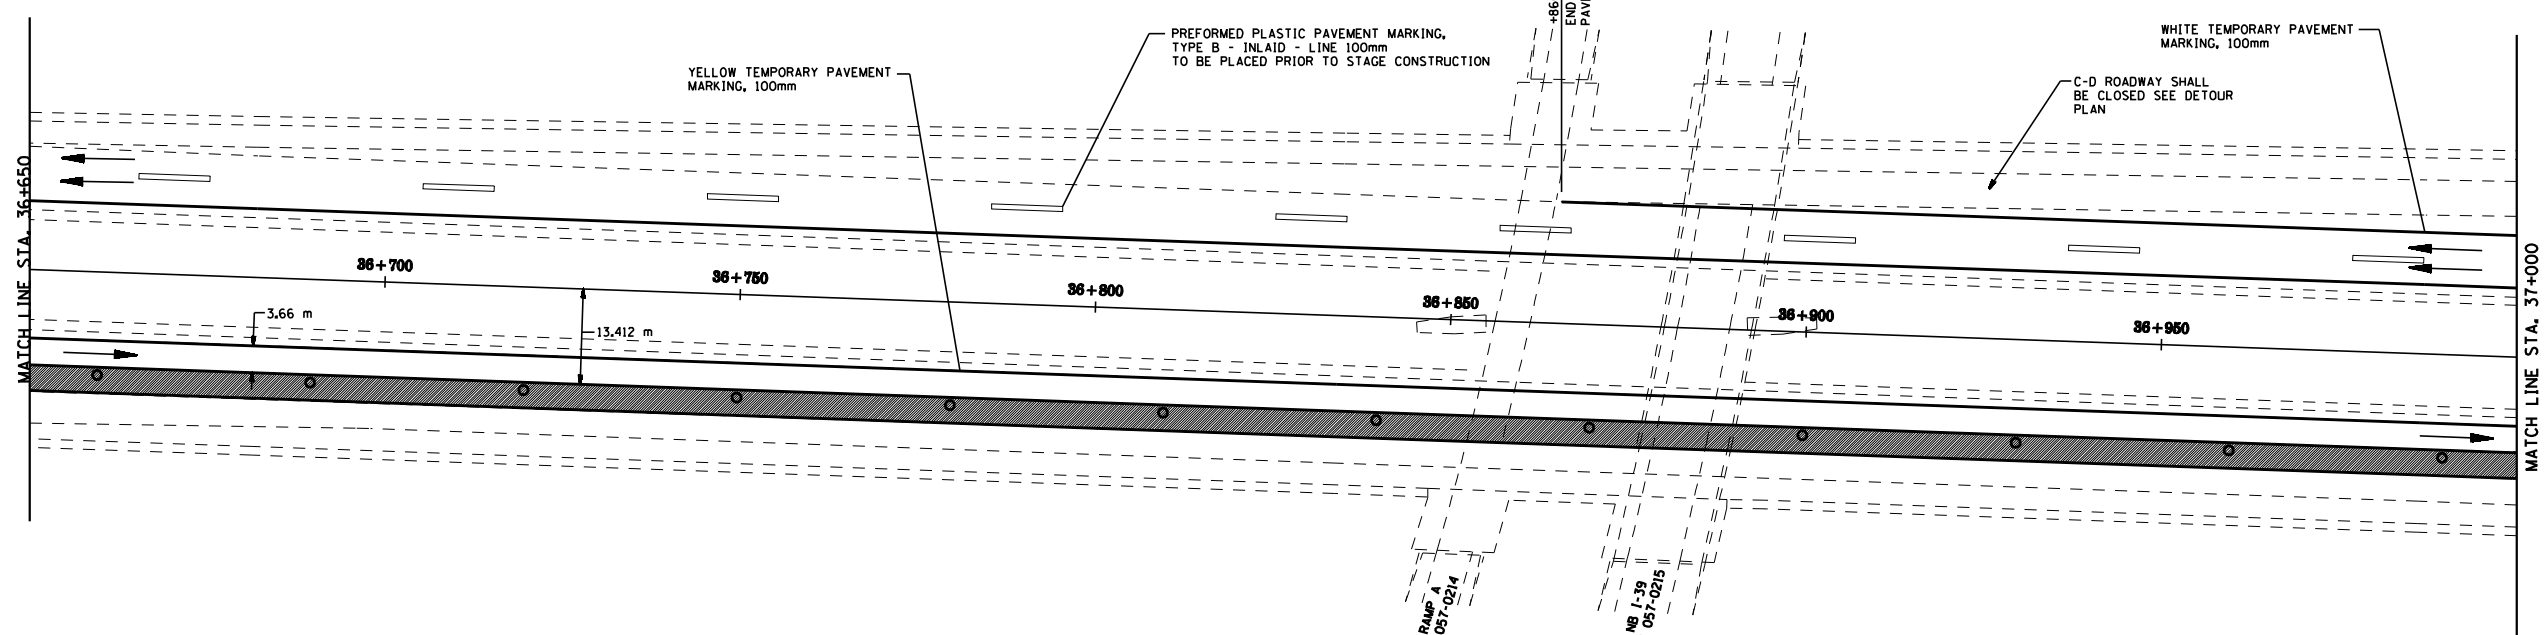 +86
END
PAV
PREFORMED PLASTIC PAVEMENT MARKING,
TYPE B - INLAID - LINE 100mm
TO BE PLACED PRIOR TO STAGE CONSTRUCTION
WHITE TEMPORARY PAVEMENT
MARKING, 100mm
YELLOW TEMPORARY PAVEMENT
MARKING, 100mm
C-D ROADWAY SHALL
BE CLOSED SEE DETOUR
PLAN
MATCH LINE STA. 36+650
36+700
36+750
36+800
36+850
36+900
36+950
3.66 m
13.412 m
MATCH LINE STA. 37+000
RAMP A
057-0214
NB I-39
057-0215